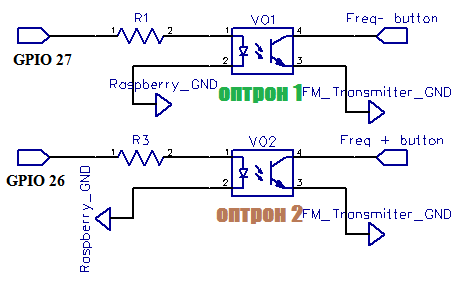 R1
VO1
Freq- button
1
2
1
4
GPIO 27
2
3
Raspberry_GND
оптрон 1
FM_Transmitter_GND
R3
VO2
Freq + button
1
2
1
4
GPIO 26
2
3
Raspberry_GND
оптрон 2
FM_Transmitter_GND